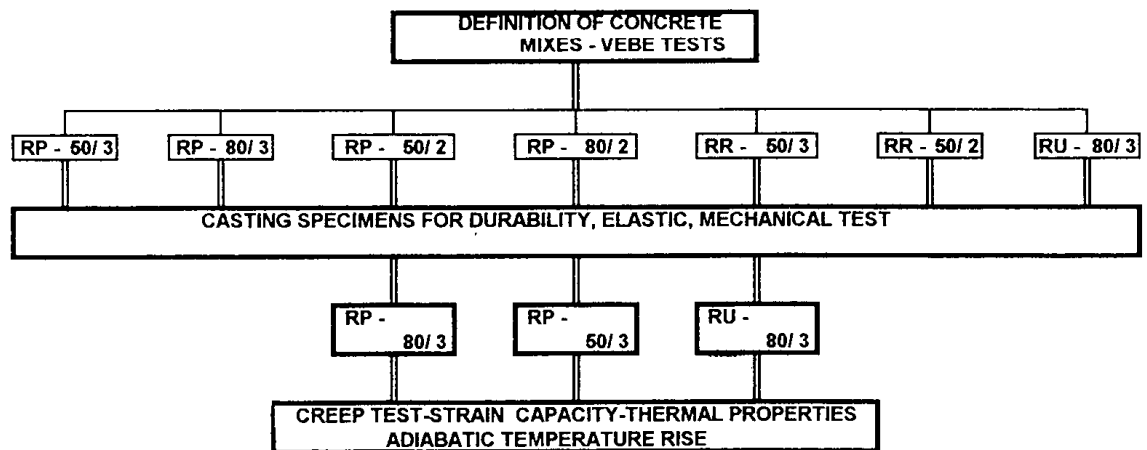 DEFINITION OF CONCRETE
MIXES - VEBE TESTS
RP - 50/ 3
RP - 80/ 3
RP - 50/ 2
RP - 80/ 2
RR - 50/ 3
RR - 50/ 2
RU - 80/ 3
CASTING SPECIMENS FOR DURABILITY, ELASTIC, MECHANICAL TEST
RP -
80/ 3
RP -
50/ 3
RU -
80/ 3
CREEP TEST-STRAIN CAPACITY-THERMAL PROPERTIES
ADIABATIC TEMPERATURE RISE